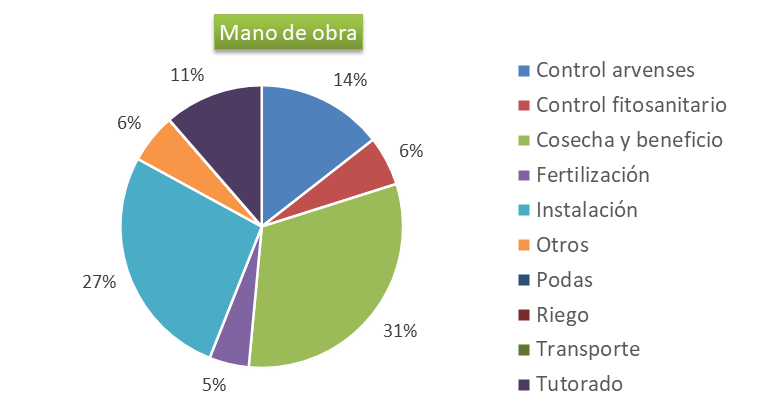 Mano de obra
11%
14%
6%
6%
27%
31%
5%
Control arvenses
Control fitosanitario
Cosecha y beneficio
Fertilización
Instalación
Otros
Podas
Riego
Transporte
Tutorado